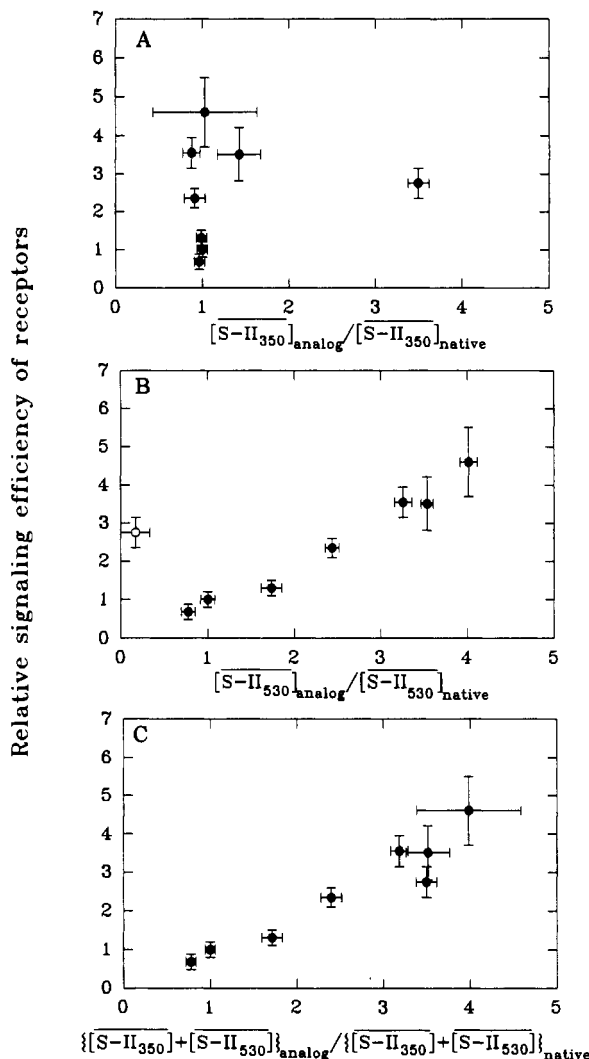 Relative signaling efficiency of receptors
A
7
6
5
4
3
2
1
0
0 1 2 3 4 5
[S-II350]analog/[S-II350]native
B
7
6
5
4
3
2
1
0
0 1 2 3 4 5
[S-II530]analog/[S-II530]native
C
7
6
5
4
3
2
1
0
0 1 2 3 4 5
{[S-II350]+[S-II530]}analog/{[S-II350]+[S-II530]}native